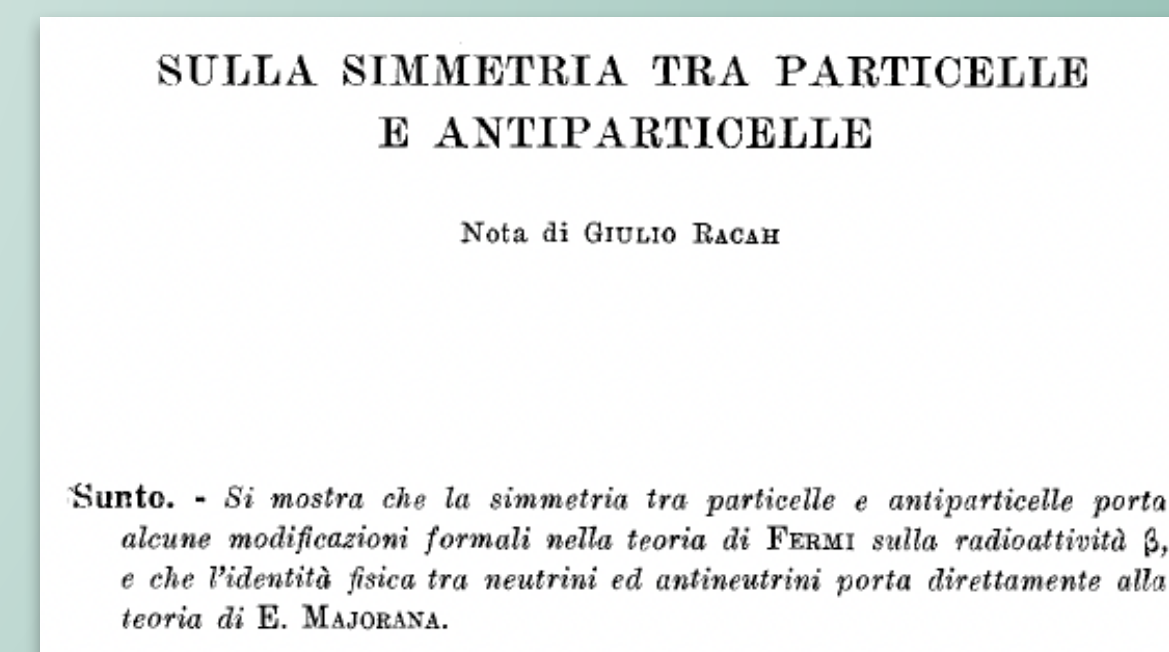 SULLA SIMMETRIA TRA PARTICELLE
E ANTIPARTICELLE
Nota di GIULIO RACAH
Sunto. - Si mostra che la simmetria tra particelle e antiparticelle porta
alcune modificazioni formali nella teoria di FERMI sulla radioattività β,
e che l'identità fisica tra neutrini ed antineutrini porta direttamente alla
teoria di E. MAJORANA.